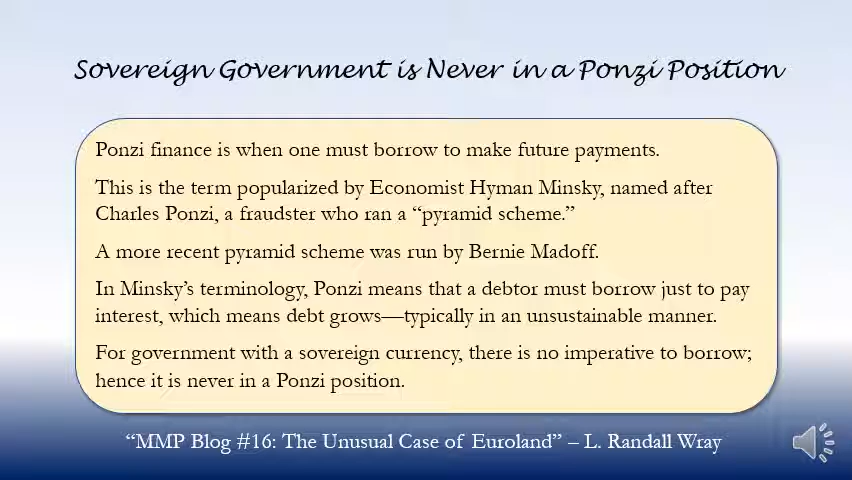 Sovereign Government is Never in a Ponzi Position
Ponzi finance is when one must borrow to make future payments.
This is the term popularized by Economist Hyman Minsky, named after
Charles Ponzi, a fraudster who ran a “pyramid scheme.”
A more recent pyramid scheme was run by Bernie Madoff.
In Minsky’s terminology, Ponzi means that a debtor must borrow just to pay
interest, which means debt grows—typically in an unsustainable manner.
For government with a sovereign currency, there is no imperative to borrow;
hence it is never in a Ponzi position.
“MMP Blog #16: The Unusual Case of Euroland” – L. Randall Wray